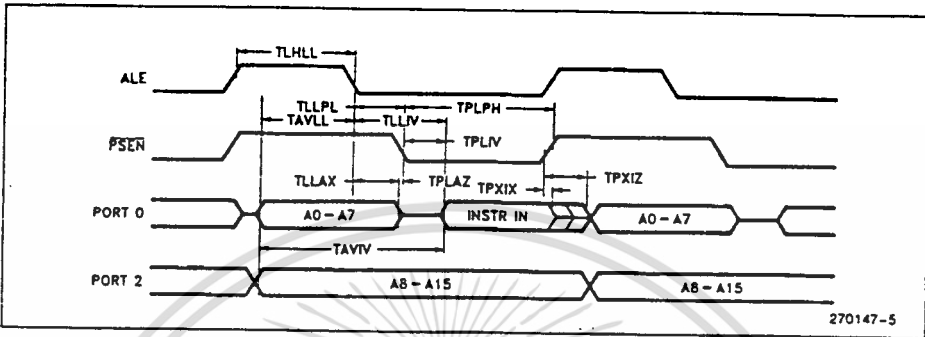 TLHLL
ALE
TLLPL TPLPH
TAVLL TLLIV
TPLIV
PSEN
TLLAX TPLAZ TPXIX TPXIZ
PORT 0 A0-A7 INSTR IN A0-A7
TAVIV
PORT 2 A8-A15 A8-A15
270147-5